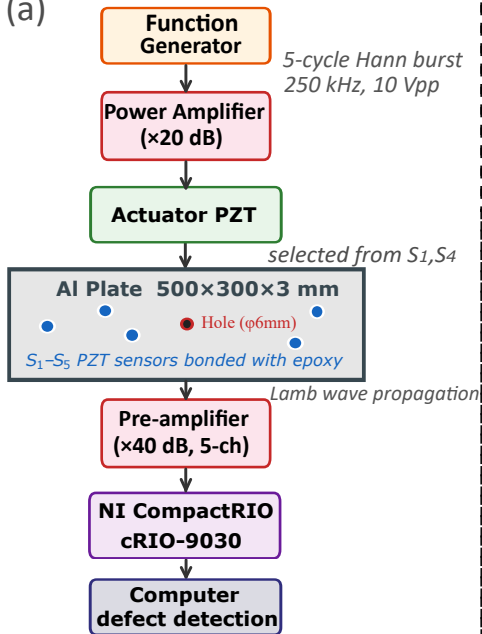 (a)
Function
Generator
5-cycle Hann burst
250 kHz, 10 Vpp
Power Amplifier
(×20 dB)
Actuator PZT
selected from S1,S4
Al Plate 500×300×3 mm
Hole (φ6mm)
S1–S5 PZT sensors bonded with epoxy
Lamb wave propagation
Pre-amplifier
(×40 dB, 5-ch)
NI CompactRIO
cRIO-9030
Computer
defect detection